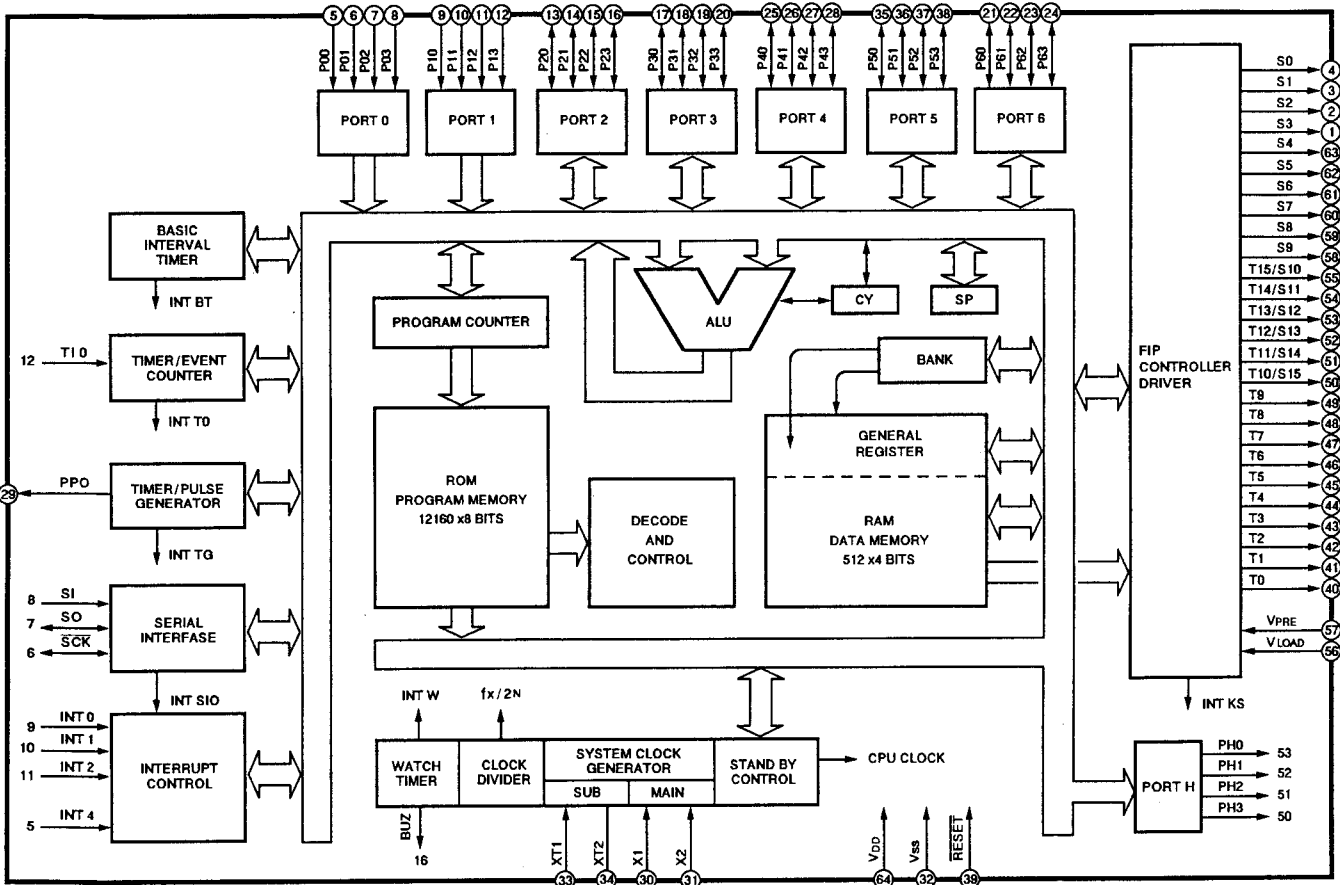 5 6 7 8 9 10 11 12 13 14 15 16 17 18 19 20 25 26 27 28 35 36 37 38 21 22 23 24
P00 P01 P02 P03 P10 P11 P12 P13 P20 P21 P22 P23 P30 P31 P32 P33 P40 P41 P42 P43 P50 P51 P52 P53 P60 P61 P62 P63
PORT 0
PORT 1
PORT 2
PORT 3
PORT 4
PORT 5
PORT 6
BASIC
INTERVAL
TIMER
INT BT
12 TI 0
TIMER/EVENT
COUNTER
INT T0
29 PPO
TIMER/PULSE
GENERATOR
INT TG
8 SI
7 SO
6 SCK
SERIAL
INTERFASE
INT SIO
9 INT 0
10 INT 1
11 INT 2
5 INT 4
INTERRUPT
CONTROL
PROGRAM COUNTER
ALU
CY
SP
BANK
ROM
PROGRAM MEMORY
12160 x8 BITS
DECODE
AND
CONTROL
GENERAL
REGISTER
RAM
DATA MEMORY
512 x4 BITS
INT W
fx/2N
WATCH
TIMER
CLOCK
DIVIDER
SYSTEM CLOCK
GENERATOR
SUB
MAIN
STAND BY
CONTROL
CPU CLOCK
BUZ
16
XT1
XT2
X1
X2
VDD
Vss
RESET
33 34 30 31 64 32 39
FIP
CONTROLLER
DRIVER
S0 4
S1 3
S2 2
S3 1
S4 63
S5 62
S6 61
S7 60
S8 59
S9 58
T15/S10 55
T14/S11 54
T13/S12 53
T12/S13 52
T11/S14 51
T10/S15 50
T9 49
T8 48
T7 47
T6 46
T5 45
T4 44
T3 43
T2 42
T1 41
T0 40
VPRE 57
VLOAD 56
INT KS
PORT H
PH0 53
PH1 52
PH2 51
PH3 50